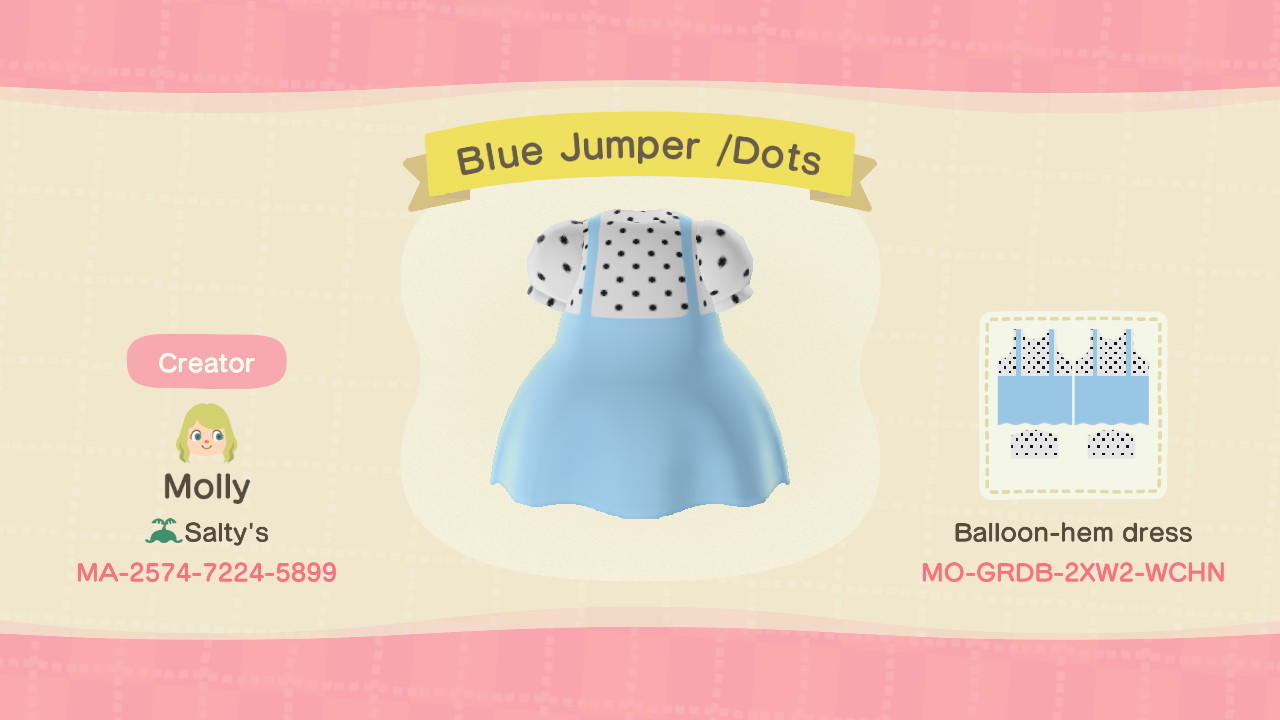 Blue Jumper /Dots
Creator
Molly
Salty's
MA-2574-7224-5899
Balloon-hem dress
MO-GRDB-2XW2-WCHN